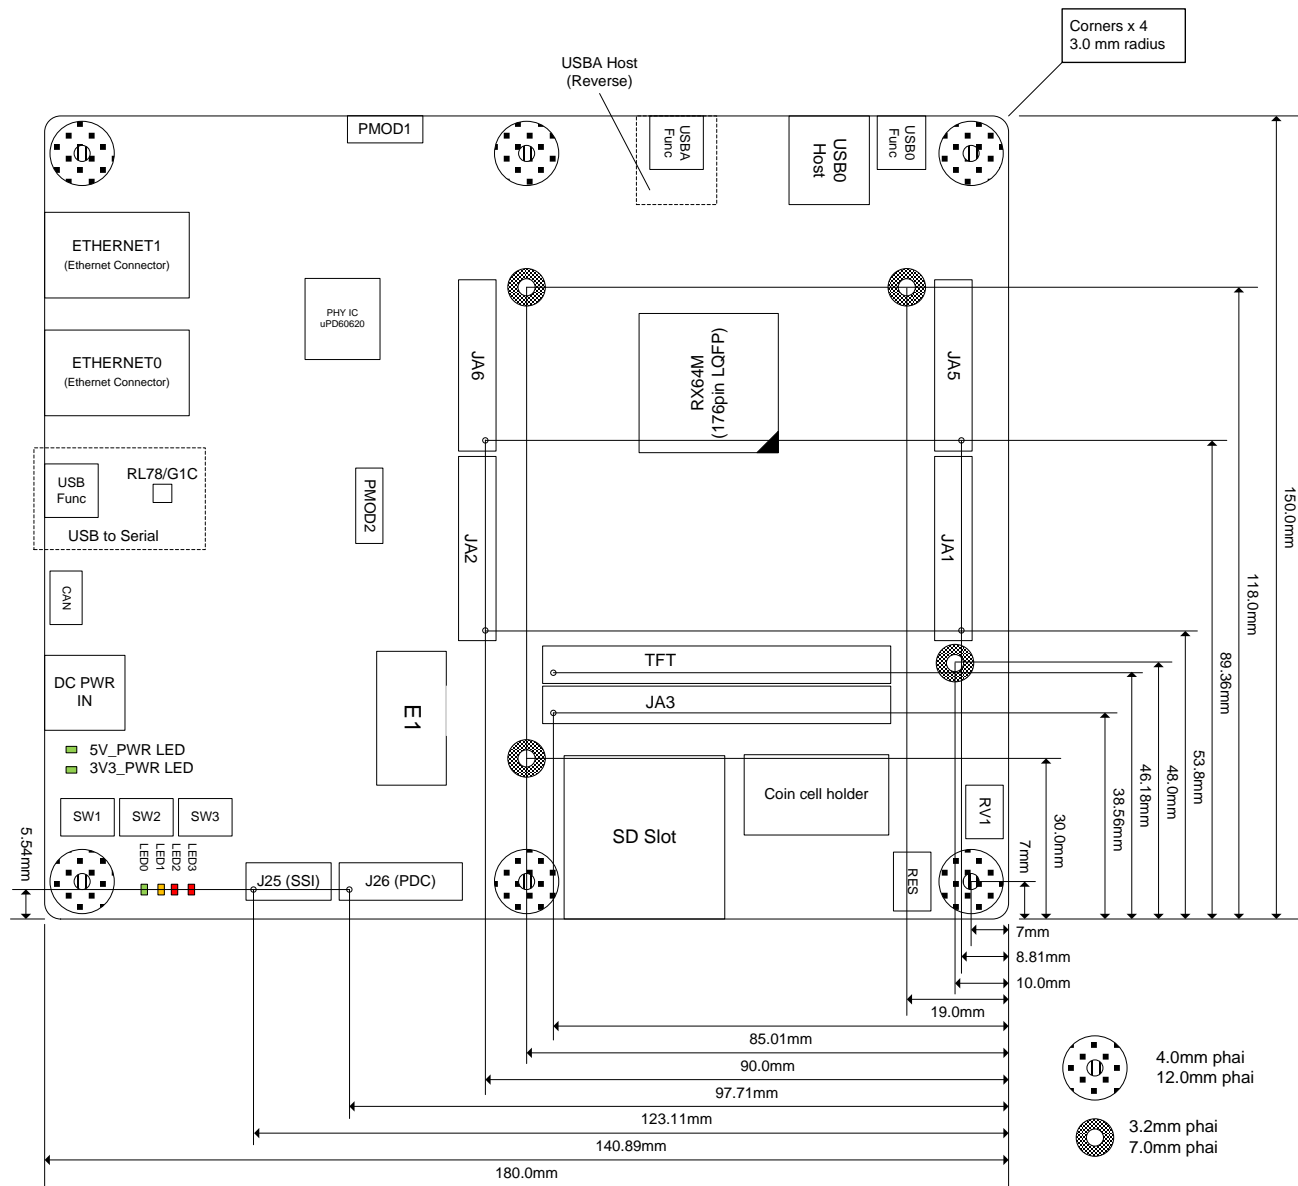 Corners x 4
3.0 mm radius
USBA Host
(Reverse)
PMOD1
USBA
Func
USB0
Host
USB0
Func
ETHERNET1
(Ethernet Connector)
PHY IC
uPD60620
ETHERNET0
(Ethernet Connector)
JA6
RX64M
(176pin LQFP)
JA5
USB
Func
RL78/G1C
USB to Serial
PMOD2
JA2
JA1
CAN
DC PWR
IN
E1
TFT
JA3
5V_PWR LED
3V3_PWR LED
SW1
SW2
SW3
LED0
LED1
LED2
LED3
J25 (SSI)
J26 (PDC)
SD Slot
Coin cell holder
RV1
RES
5.54mm
7mm
30.0mm
38.56mm
46.18mm
48.0mm
53.8mm
89.36mm
118.0mm
150.0mm
7mm
8.81mm
10.0mm
19.0mm
85.01mm
90.0mm
97.71mm
123.11mm
140.89mm
180.0mm
4.0mm phai
12.0mm phai
3.2mm phai
7.0mm phai